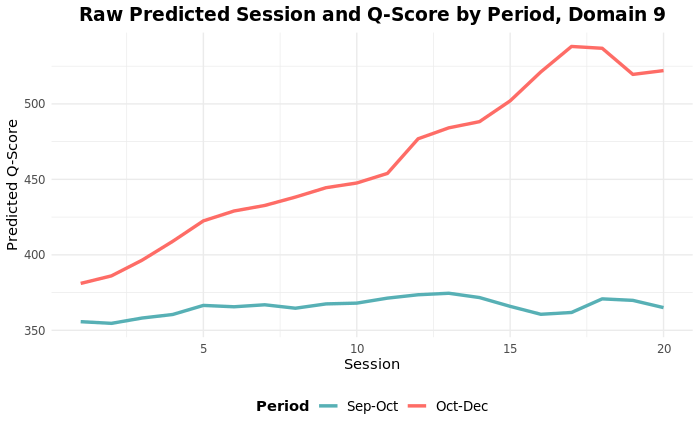 Raw Predicted Session and Q-Score by Period, Domain 9
Predicted Q-Score
500
450
400
350
5
10
15
20
Session
Period Sep-Oct Oct-Dec